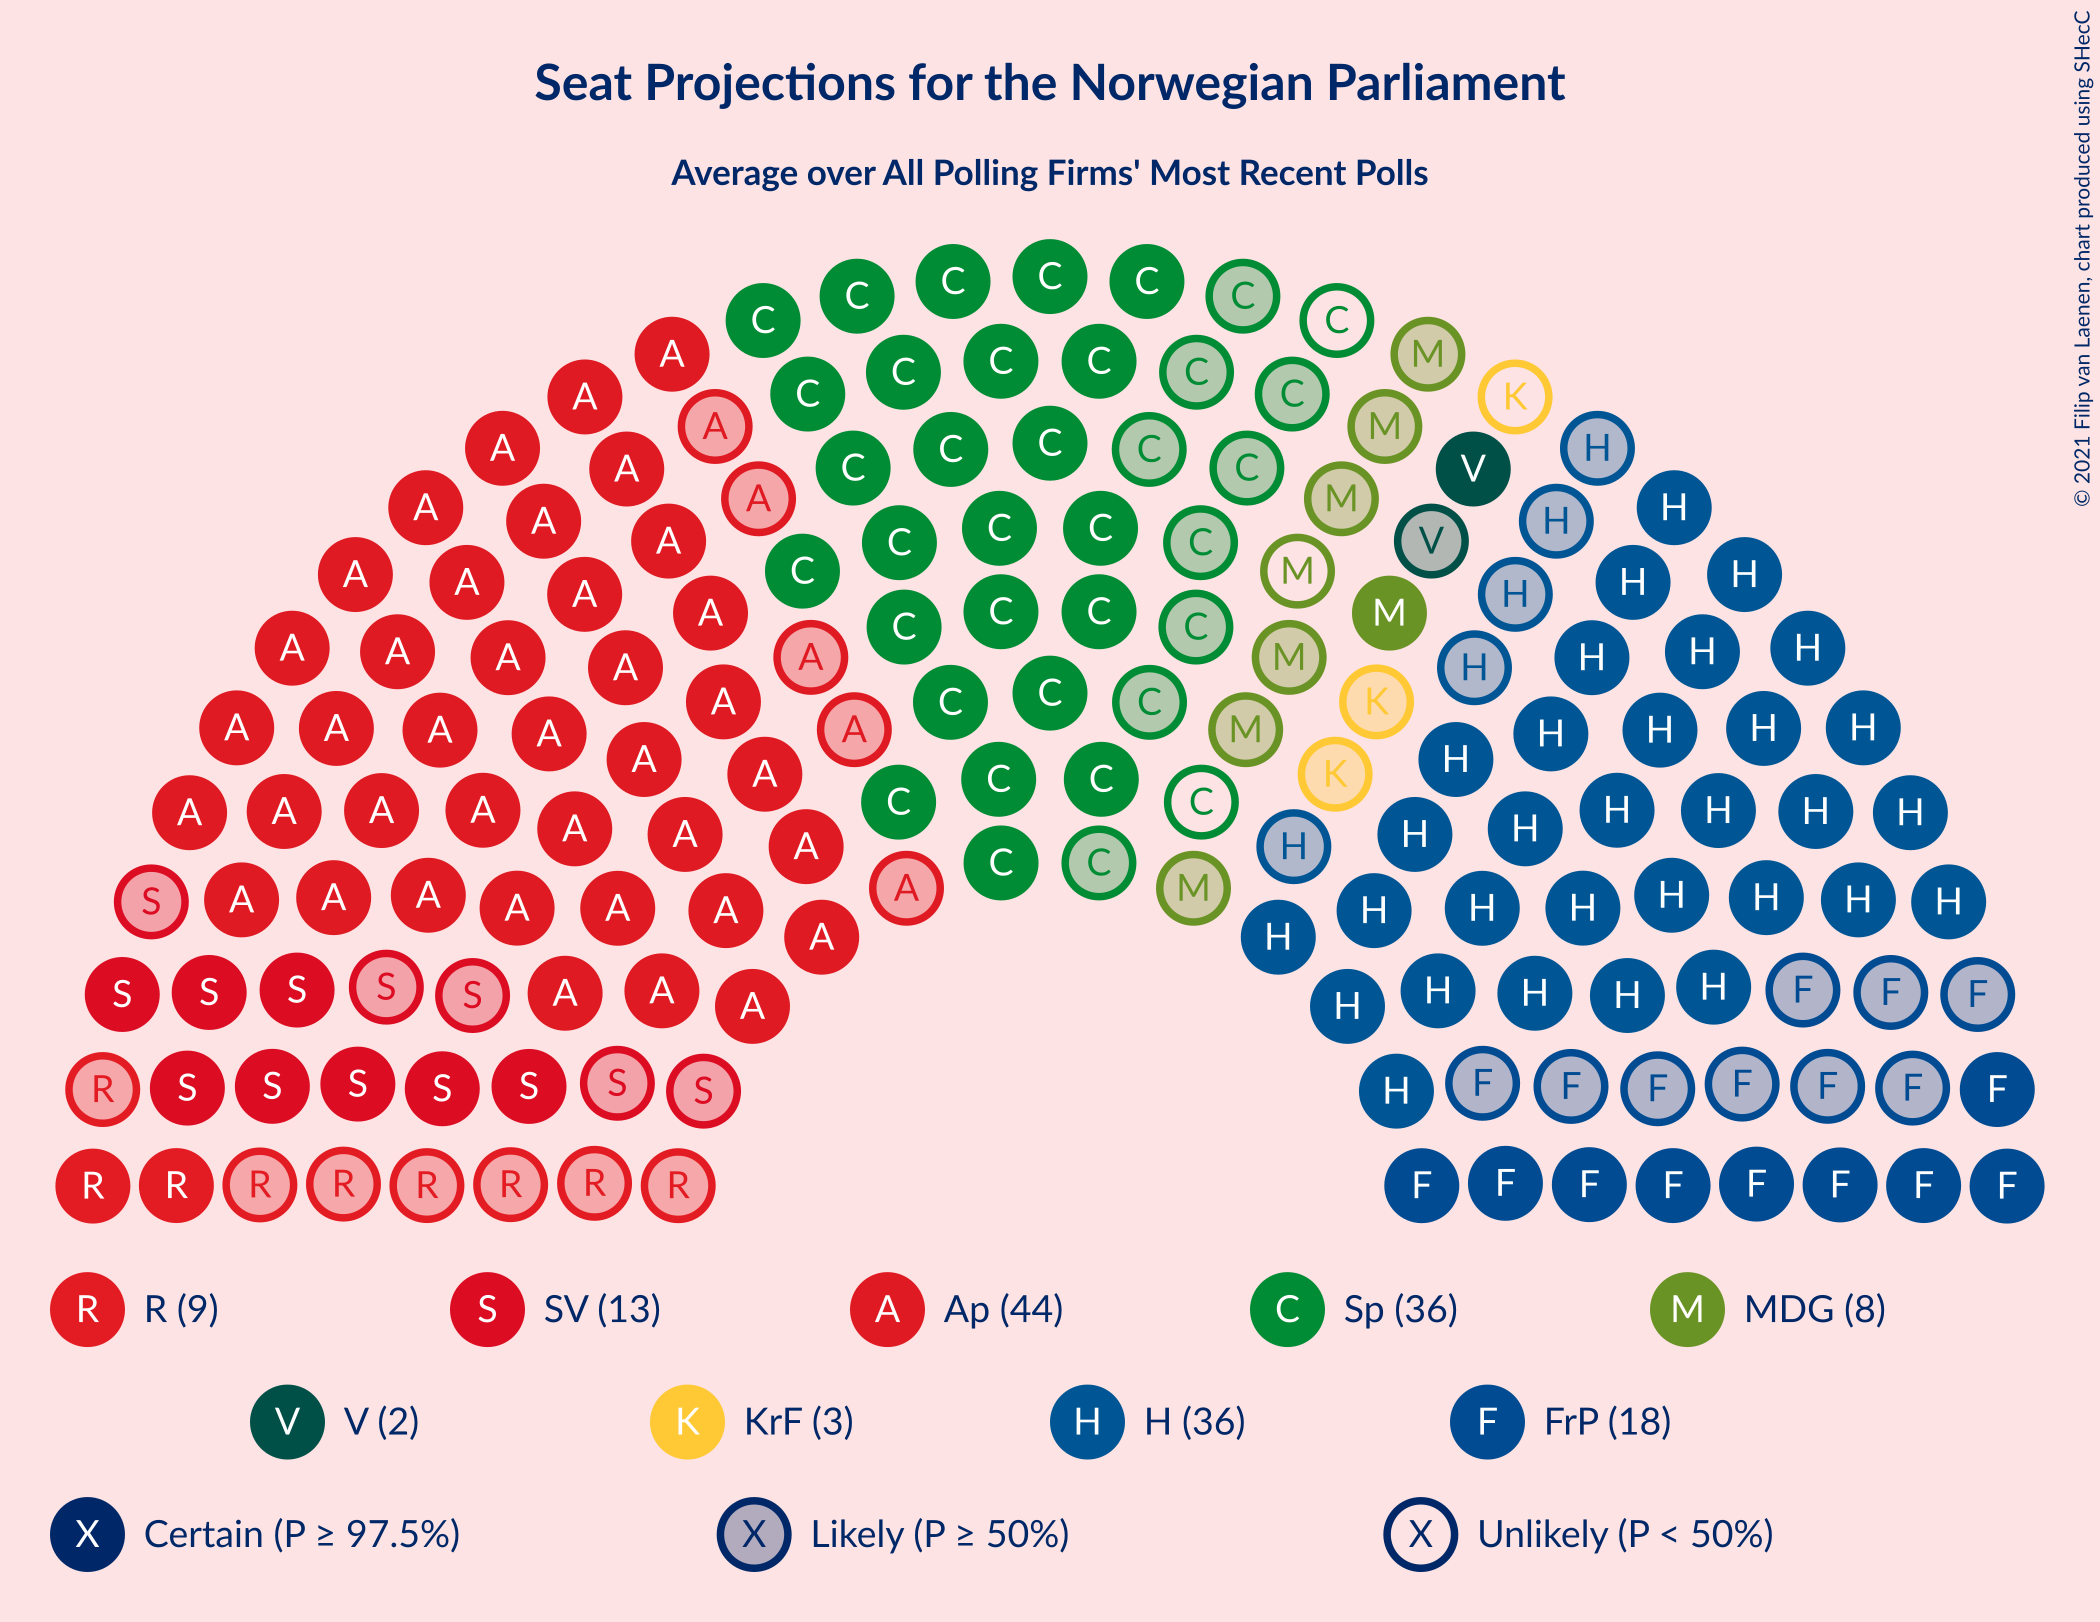 Seat Projections for the Norwegian Parliament
Average over All Polling Firms' Most Recent Polls
© 2021 Filip van Laenen, chart produced using SHecC
C C C C C C C
A C C C C C C C M
A A C C C C C M K
A A A C C C C C M V H
A A A C C C C M V H H
A A A A C C C C M M H H H
A A A A A C C C M K H H H H
A A A A A A A C C C C M K H H H H H H
A A A A A A A C C M H H H H H H H
S A A A A A A A H H H H H H H H
S S S S S A A A H H H H H F F F
R S S S S S S S H F F F F F F F
R R R R R R R R F F F F F F F F
R R (9) S SV (13) A Ap (44) C Sp (36) M MDG (8)
V V (2) K KrF (3) H H (36) F FrP (18)
X Certain (P ≥ 97.5%) X Likely (P ≥ 50%) X Unlikely (P < 50%)